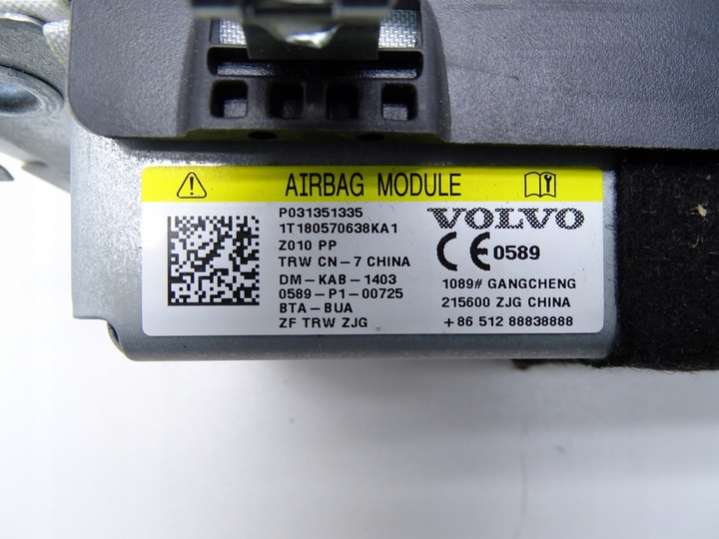 AIRBAG MODULE
P031351335
1T180570638KA1
Z010 PP
TRW CN-7 CHINA
DM-KAB-1403
0589-P1-00725
BTA-BUA
ZF TRW ZJG
VOLVO
CE 0589
1089# GANGCHENG
215600 ZJG CHINA
+86 512 88838888